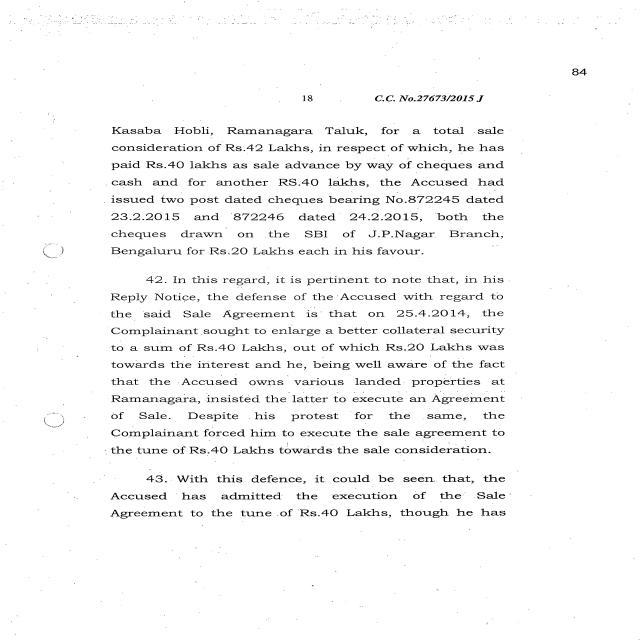 84
18 C.C. No.27673/2015 J
Kasaba Hobli, Ramanagara Taluk, for a total sale
consideration of Rs.42 Lakhs, in respect of which, he has
paid Rs.40 lakhs as sale advance by way of cheques and
cash and for another RS.40 lakhs, the Accused had
issued two post dated cheques bearing No.872245 dated
23.2.2015 and 872246 dated 24.2.2015, both the
cheques drawn on the SBI of J.P.Nagar Branch,
Bengaluru for Rs.20 Lakhs each in his favour.
42. In this regard, it is pertinent to note that, in his
Reply Notice, the defense of the Accused with regard to
the said Sale Agreement is that on 25.4.2014, the
Complainant sought to enlarge a better collateral security
to a sum of Rs.40 Lakhs, out of which Rs.20 Lakhs was
towards the interest and he, being well aware of the fact
that the Accused owns various landed properties at
Ramanagara, insisted the latter to execute an Agreement
of Sale. Despite his protest for the same, the
Complainant forced him to execute the sale agreement to
the tune of Rs.40 Lakhs towards the sale consideration.
43. With this defence, it could be seen that, the
Accused has admitted the execution of the Sale
Agreement to the tune of Rs.40 Lakhs, though he has